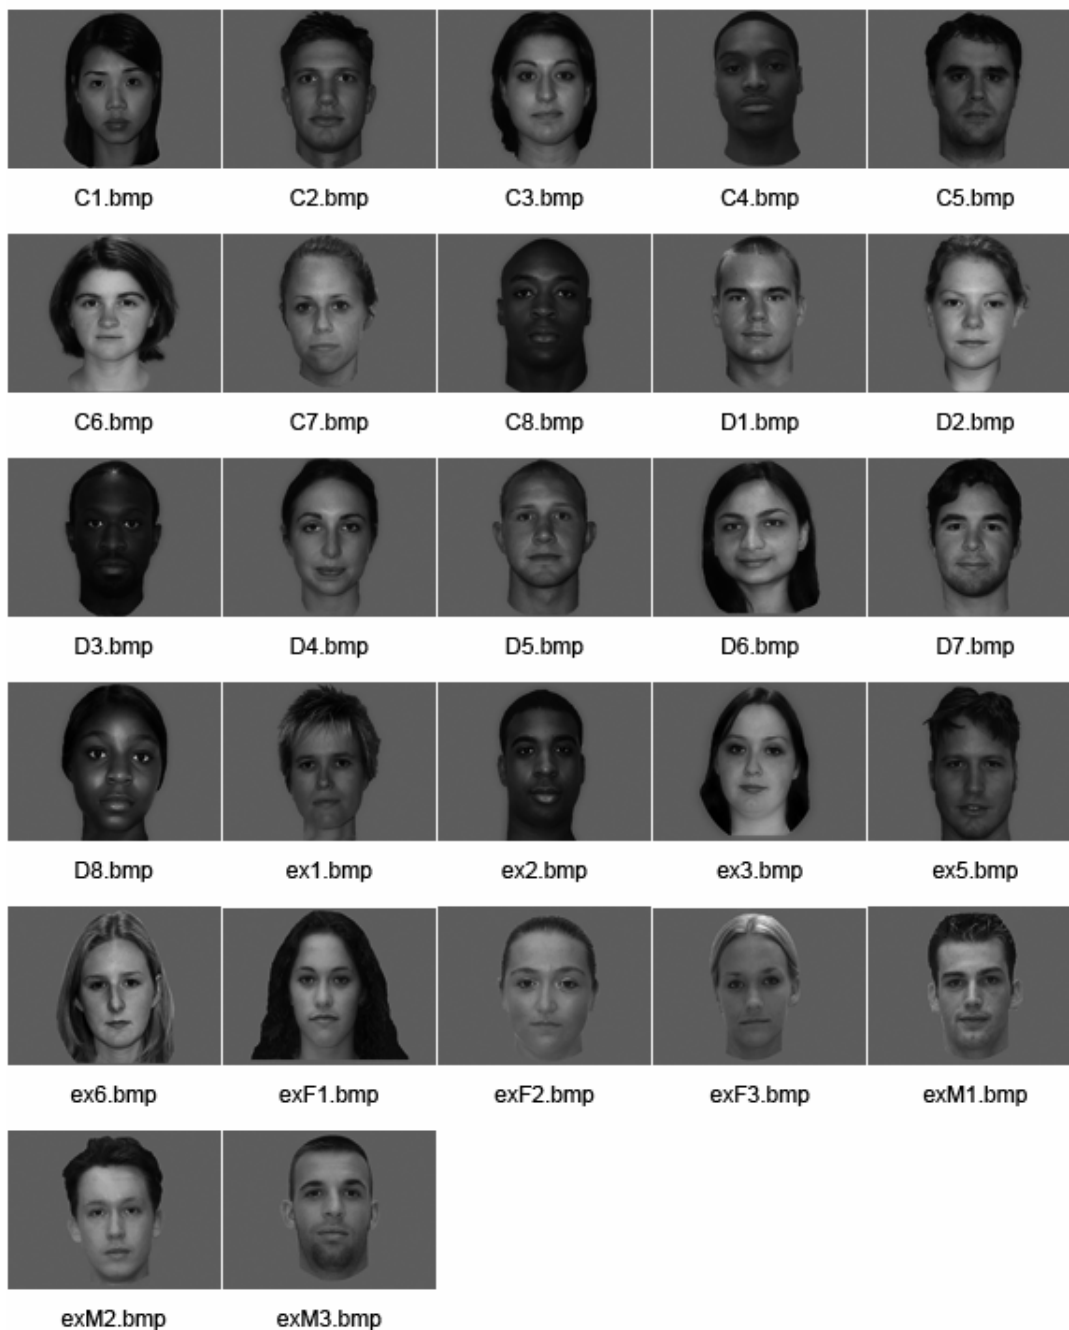 C1.bmp C2.bmp C3.bmp C4.bmp C5.bmp
C6.bmp C7.bmp C8.bmp D1.bmp D2.bmp
D3.bmp D4.bmp D5.bmp D6.bmp D7.bmp
D8.bmp ex1.bmp ex2.bmp ex3.bmp ex5.bmp
ex6.bmp exF1.bmp exF2.bmp exF3.bmp exM1.bmp
exM2.bmp exM3.bmp